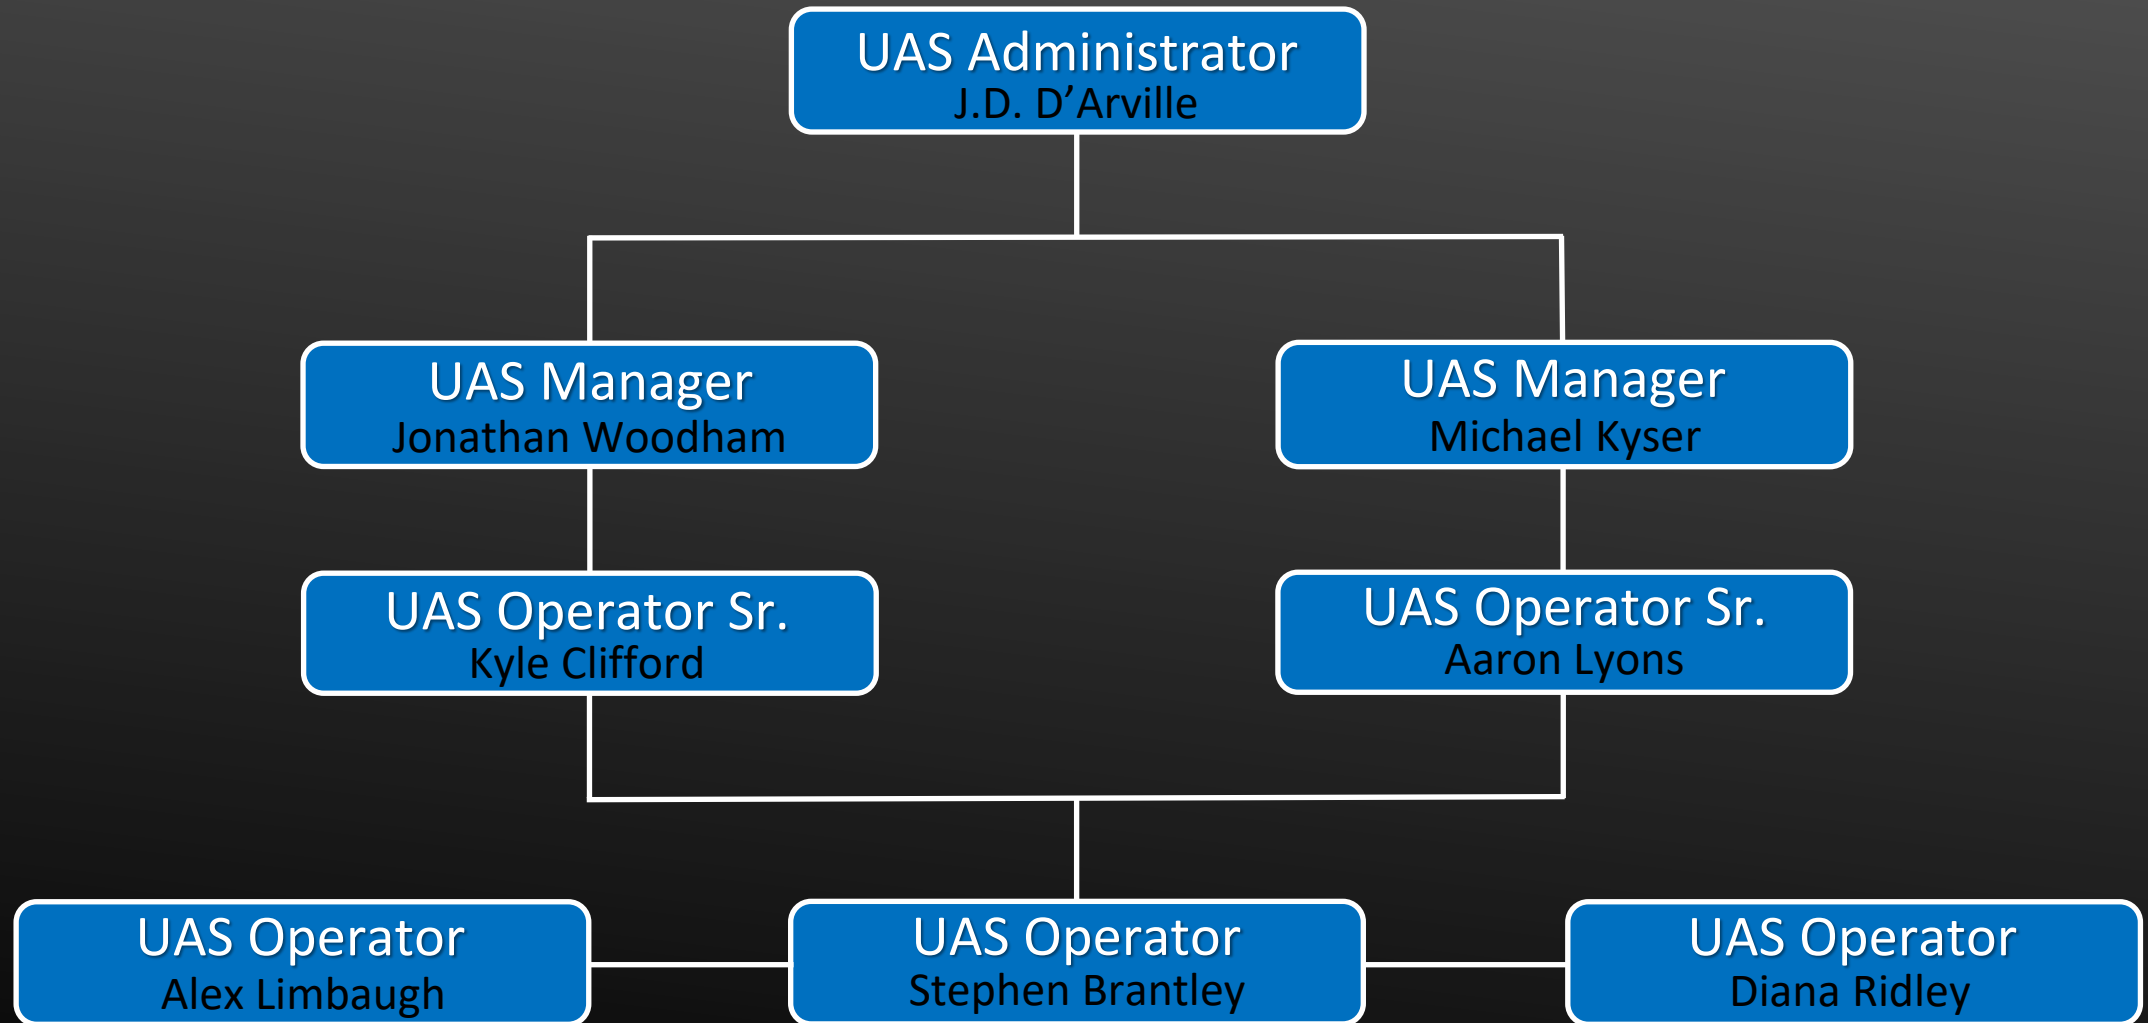 UAS Administrator
J.D. D’Arville
UAS Manager
Jonathan Woodham
UAS Manager
Michael Kyser
UAS Operator Sr.
Kyle Clifford
UAS Operator Sr.
Aaron Lyons
UAS Operator
Alex Limbaugh
UAS Operator
Stephen Brantley
UAS Operator
Diana Ridley